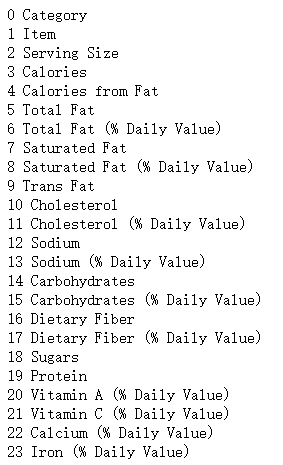 0 Category
1 Item
2 Serving Size
3 Calories
4 Calories from Fat
5 Total Fat
6 Total Fat (% Daily Value)
7 Saturated Fat
8 Saturated Fat (% Daily Value)
9 Trans Fat
10 Cholesterol
11 Cholesterol (% Daily Value)
12 Sodium
13 Sodium (% Daily Value)
14 Carbohydrates
15 Carbohydrates (% Daily Value)
16 Dietary Fiber
17 Dietary Fiber (% Daily Value)
18 Sugars
19 Protein
20 Vitamin A (% Daily Value)
21 Vitamin C (% Daily Value)
22 Calcium (% Daily Value)
23 Iron (% Daily Value)